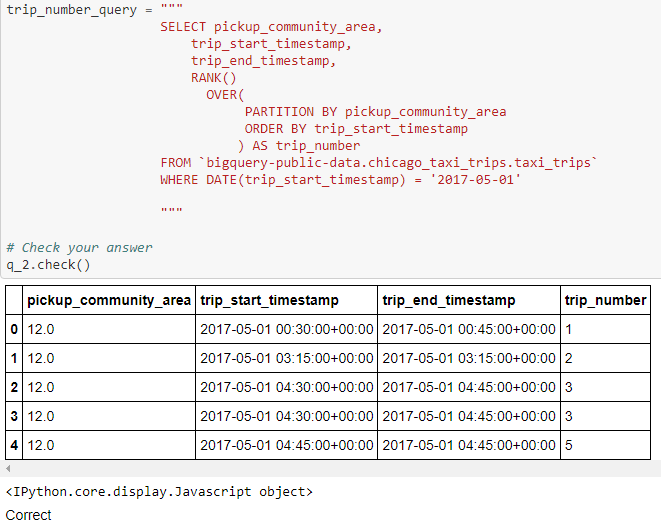 trip_number_query = """
SELECT pickup_community_area,
trip_start_timestamp,
trip_end_timestamp,
RANK()
OVER(
PARTITION BY pickup_community_area
ORDER BY trip_start_timestamp
) AS trip_number
FROM `bigquery-public-data.chicago_taxi_trips.taxi_trips`
WHERE DATE(trip_start_timestamp) = '2017-05-01'
"""
# Check your answer
q_2.check()
pickup_community_area trip_start_timestamp trip_end_timestamp trip_number
0 12.0 2017-05-01 00:30:00+00:00 2017-05-01 00:45:00+00:00 1
1 12.0 2017-05-01 03:15:00+00:00 2017-05-01 03:15:00+00:00 2
2 12.0 2017-05-01 04:30:00+00:00 2017-05-01 04:45:00+00:00 3
3 12.0 2017-05-01 04:30:00+00:00 2017-05-01 04:45:00+00:00 3
4 12.0 2017-05-01 04:45:00+00:00 2017-05-01 04:45:00+00:00 5
<IPython.core.display.Javascript object>
Correct